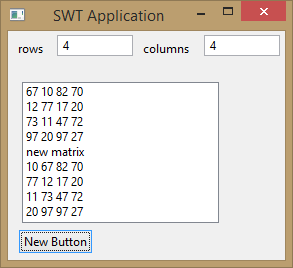 SWT Application
rows 4 columns 4
67 10 82 70
12 77 17 20
73 11 47 72
97 20 97 27
new matrix
10 67 82 70
77 12 17 20
11 73 47 72
20 97 97 27
New Button